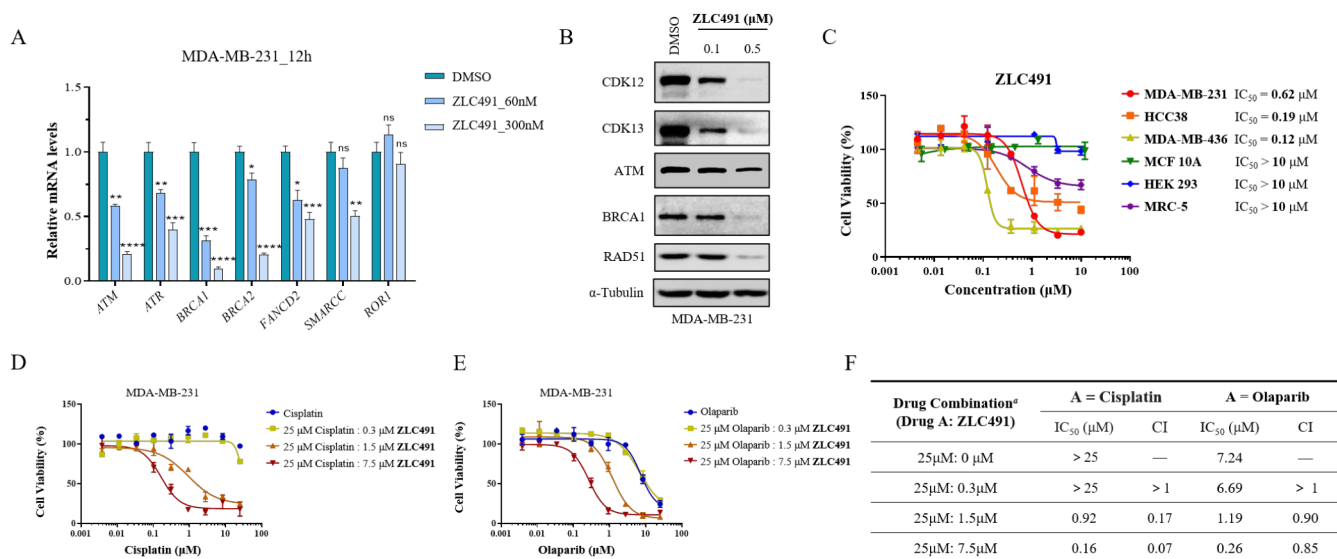 A
MDA-MB-231_12h
DMSO
ZLC491_60nM
ZLC491_300nM
Relative mRNA levels
1.5
1.0
0.5
0.0
** ****
** ***
*** ****
* ****
* ***
ns **
ns ns
ATM ATR BRCA1 BRCA2 FANCD2 SMARCC ROR1
B
DMSO ZLC491 (μM)
0.1 0.5
CDK12
CDK13
ATM
BRCA1
RAD51
α-Tubulin
MDA-MB-231
C
ZLC491
Cell Viability (%)
150
100
50
0
0.001 0.01 0.1 1 10 100
Concentration (μM)
MDA-MB-231 IC50 = 0.62 μM
HCC38 IC50 = 0.19 μM
MDA-MB-436 IC50 = 0.12 μM
MCF 10A IC50 > 10 μM
HEK 293 IC50 > 10 μM
MRC-5 IC50 > 10 μM
D
MDA-MB-231
Cell Viability (%)
150
100
50
0
0.001 0.01 0.1 1 10 100
Cisplatin (μM)
Cisplatin
25 μM Cisplatin : 0.3 μM ZLC491
25 μM Cisplatin : 1.5 μM ZLC491
25 μM Cisplatin : 7.5 μM ZLC491
E
MDA-MB-231
Cell Viability (%)
150
100
50
0
0.001 0.01 0.1 1 10 100
Olaparib (μM)
Olaparib
25 μM Olaparib : 0.3 μM ZLC491
25 μM Olaparib : 1.5 μM ZLC491
25 μM Olaparib : 7.5 μM ZLC491
F
Drug Combinationa (Drug A: ZLC491) A = Cisplatin A = Olaparib
IC50 (μM) CI IC50 (μM) CI
25μM: 0 μM > 25 — 7.24 —
25μM: 0.3μM > 25 > 1 6.69 > 1
25μM: 1.5μM 0.92 0.17 1.19 0.90
25μM: 7.5μM 0.16 0.07 0.26 0.85